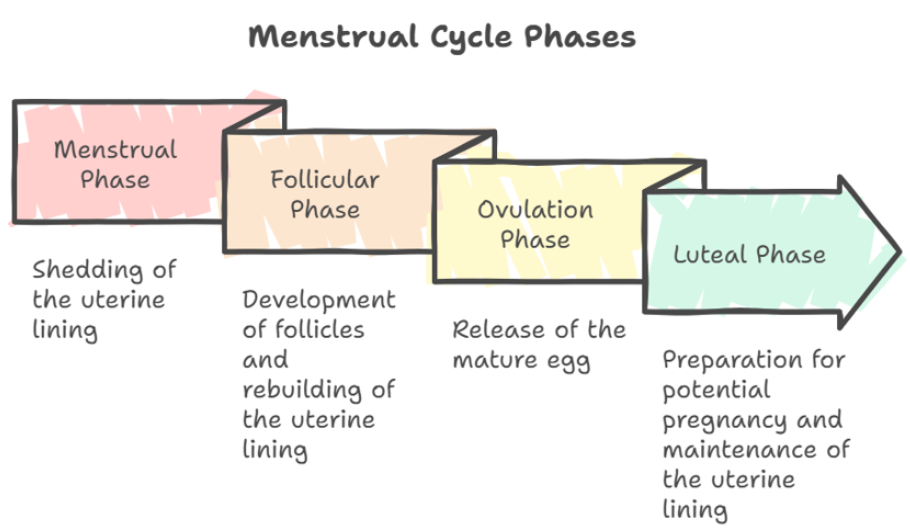 Menstrual Cycle Phases
Menstrual
Phase
Shedding of
the uterine
lining
Follicular
Phase
Development
of follicles
and
rebuilding of
the uterine
lining
Ovulation
Phase
Release of the
mature egg
Luteal Phase
Preparation for
potential
pregnancy and
maintenance of
the uterine
lining